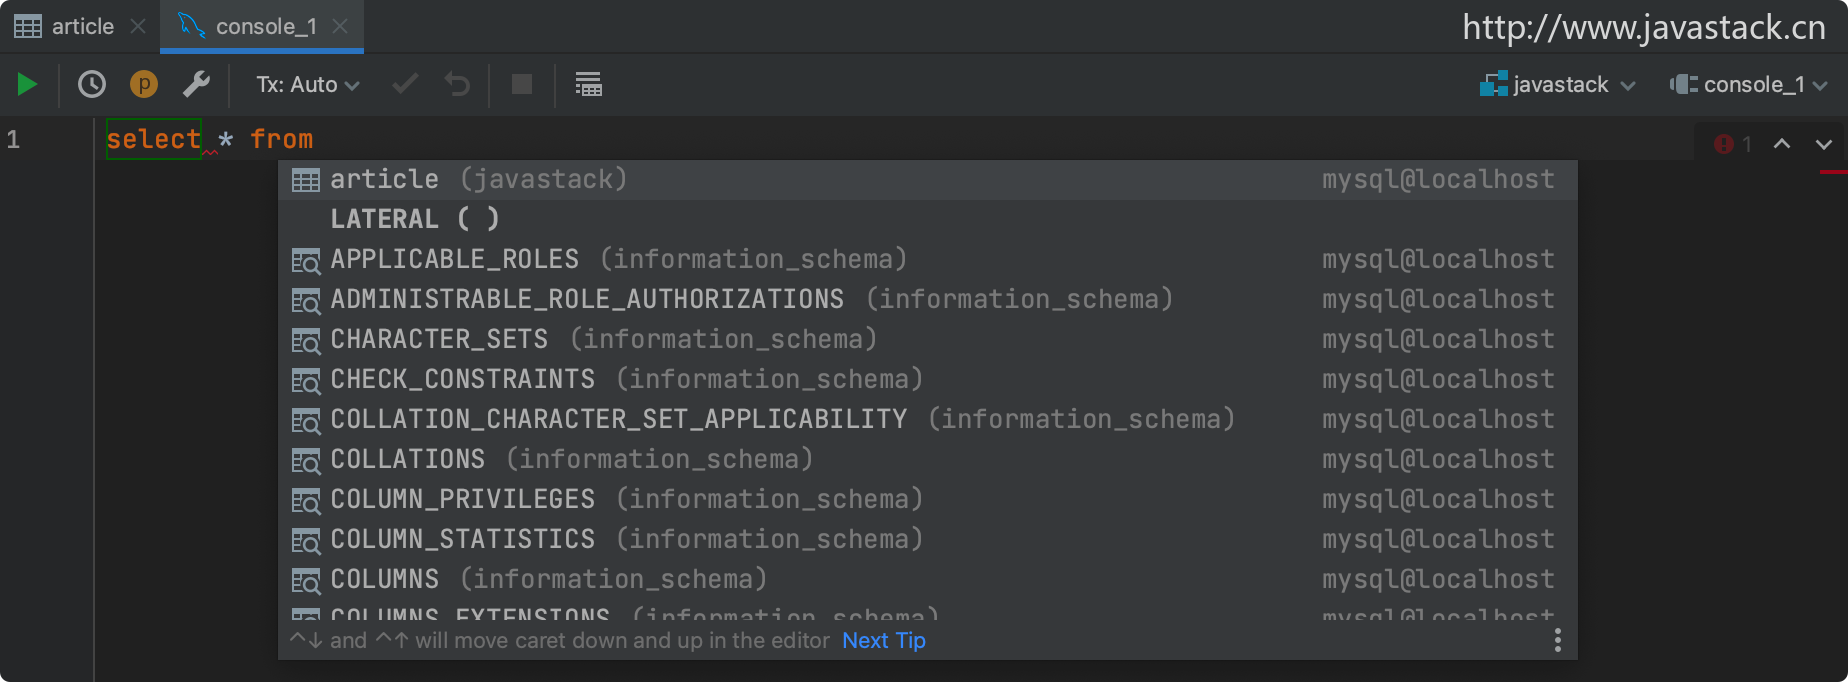 article console_1 http://www.javastack.cn
p Tx: Auto javastack console_1
1 select * from 1
article (javastack) mysql@localhost
LATERAL ( )
APPLICABLE_ROLES (information_schema) mysql@localhost
ADMINISTRABLE_ROLE_AUTHORIZATIONS (information_schema) mysql@localhost
CHARACTER_SETS (information_schema) mysql@localhost
CHECK_CONSTRAINTS (information_schema) mysql@localhost
COLLATION_CHARACTER_SET_APPLICABILITY (information_schema) mysql@localhost
COLLATIONS (information_schema) mysql@localhost
COLUMN_PRIVILEGES (information_schema) mysql@localhost
COLUMN_STATISTICS (information_schema) mysql@localhost
COLUMNS (information_schema) mysql@localhost
COLUMNS_EXTENSIONS (information_schema) mysql@localhost
^↓ and ^↑ will move caret down and up in the editor Next Tip